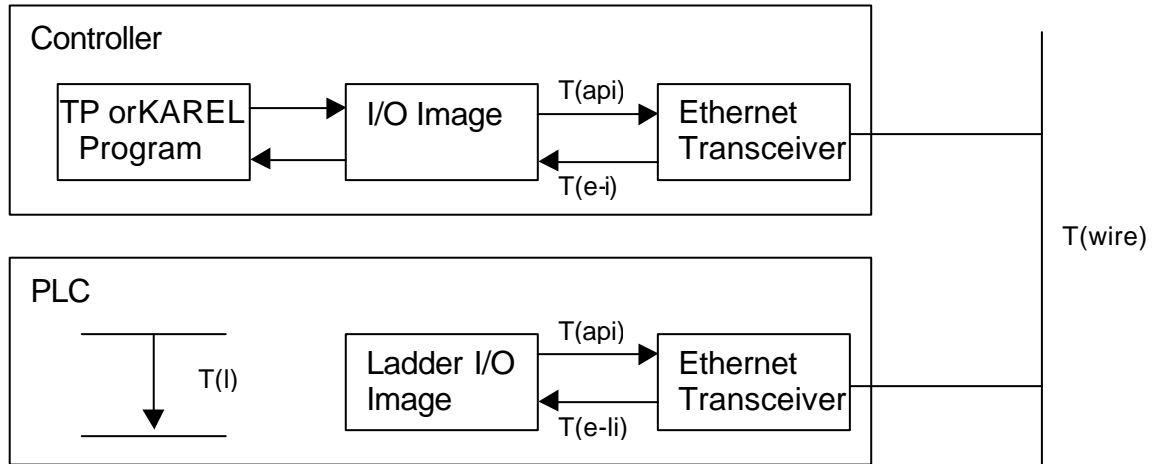 Controller
TP orKAREL
Program
I/O Image
T(api)
T(e-i)
Ethernet
Transceiver
T(wire)
PLC
T(l)
Ladder I/O
Image
T(api)
T(e-li)
Ethernet
Transceiver